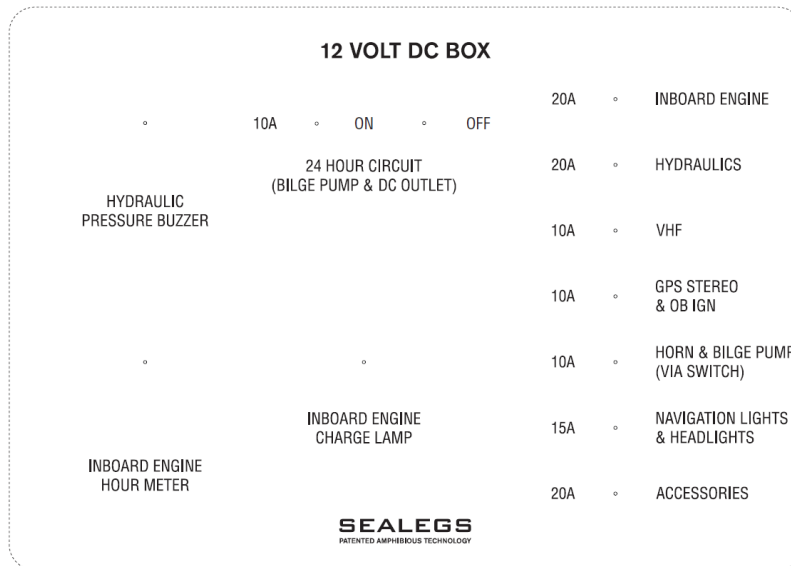 12 VOLT DC BOX
10A ON OFF
24 HOUR CIRCUIT
(BILGE PUMP & DC OUTLET)
HYDRAULIC
PRESSURE BUZZER
INBOARD ENGINE
CHARGE LAMP
INBOARD ENGINE
HOUR METER
20A INBOARD ENGINE
20A HYDRAULICS
10A VHF
10A GPS STEREO
& OB IGN
10A HORN & BILGE PUMP
(VIA SWITCH)
15A NAVIGATION LIGHTS
& HEADLIGHTS
20A ACCESSORIES
SEALEGS
PATENTED AMPHIBIOUS TECHNOLOGY